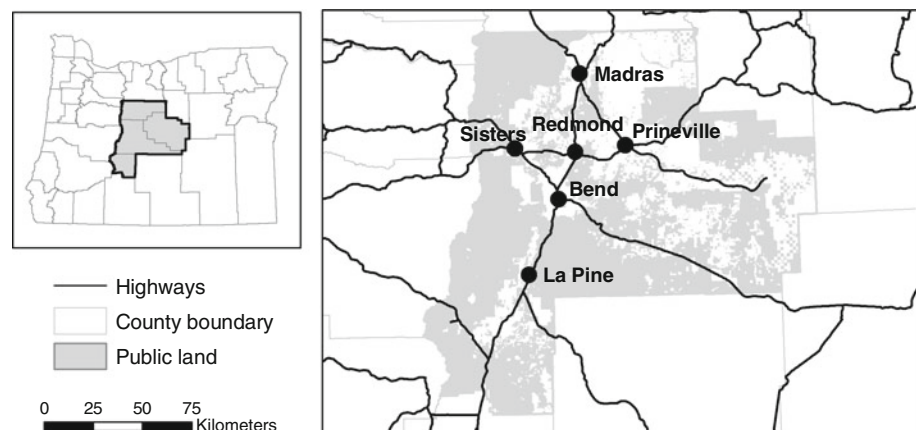 Madras
Redmond
Sisters
Prineville
Bend
La Pine
Highways
County boundary
Public land
0 25 50 75
Kilometers